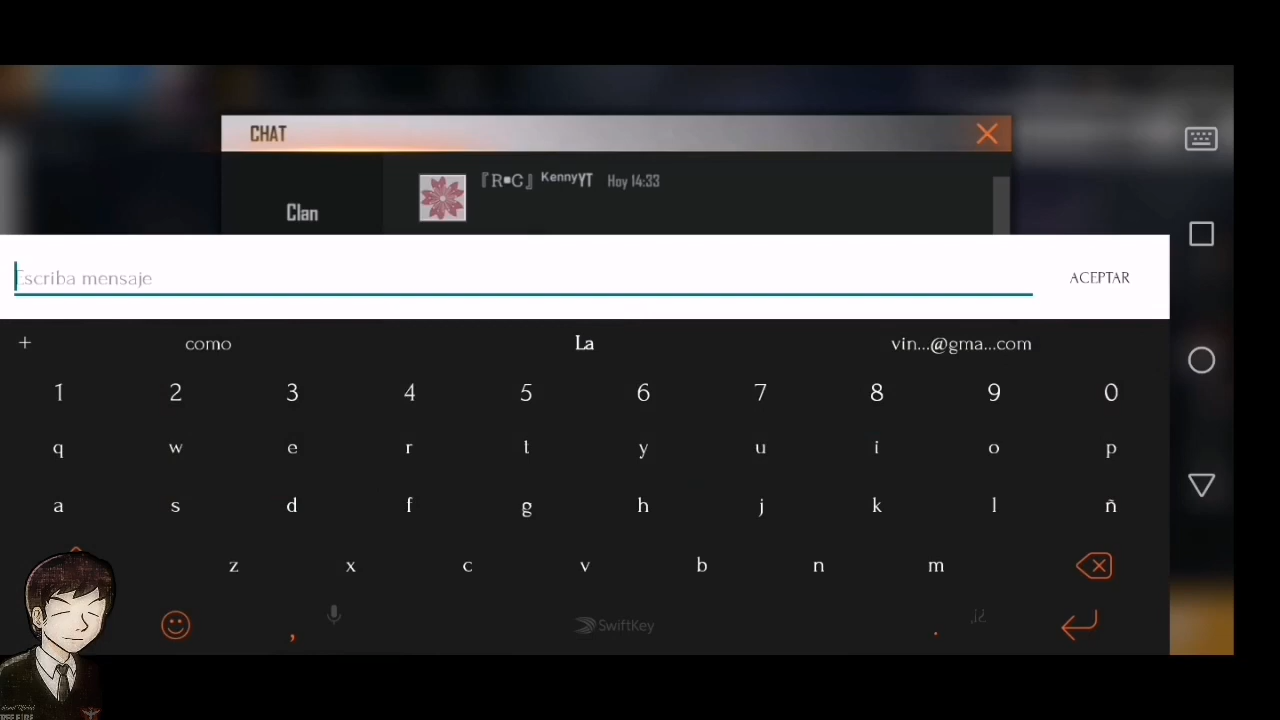 CHAT
『R▪C』 KennyYT Hoy 14:33
Clan
Escriba mensaje
ACEPTAR
+ como La vin...@gma...com
1 2 3 4 5 6 7 8 9 0
q w e r t y u i o p
a s d f g h j k l ñ
z x c v b n m
, SwiftKey . ,!?